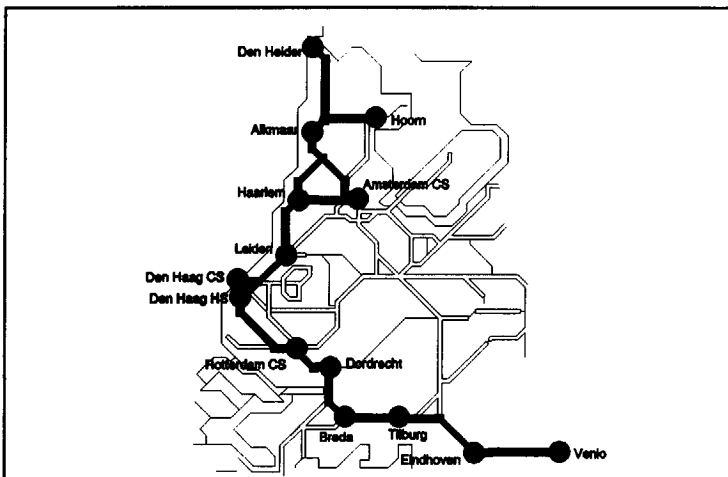 Den Helder
Hoorn
Alkmaar
Haarlem
Amsterdam CS
Leiden
Den Haag CS
Den Haag HS
Rotterdam CS
Dordrecht
Breda
Tilburg
Eindhoven
Venlo